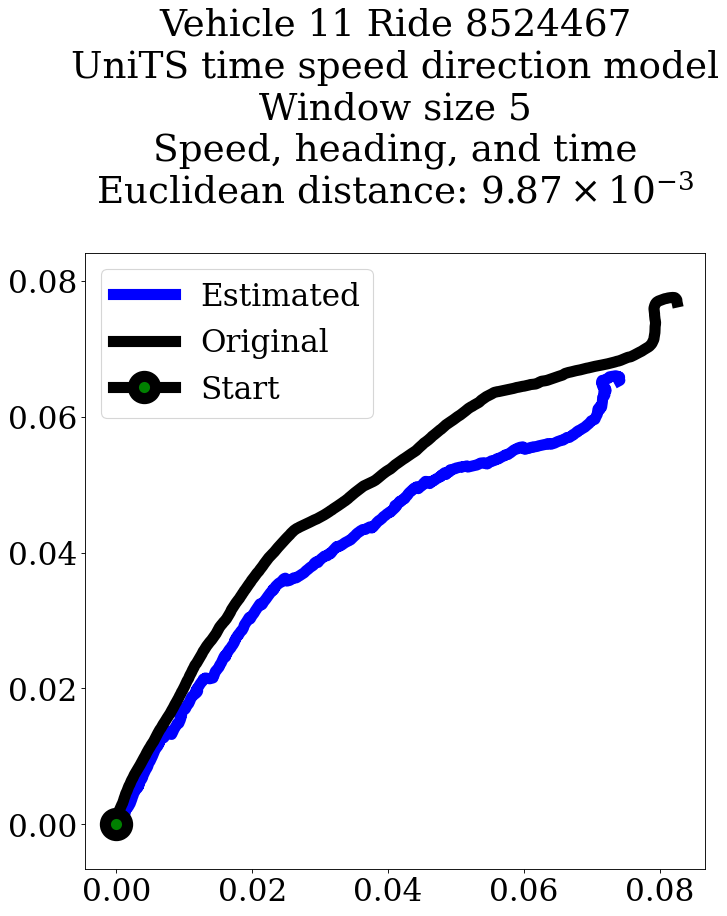 Vehicle 11 Ride 8524467
UniTS time speed direction model
Window size 5
Speed, heading, and time
Euclidean distance: 9.87 × 10⁻³
Estimated
Original
Start
0.08
0.06
0.04
0.02
0.00
0.00 0.02 0.04 0.06 0.08